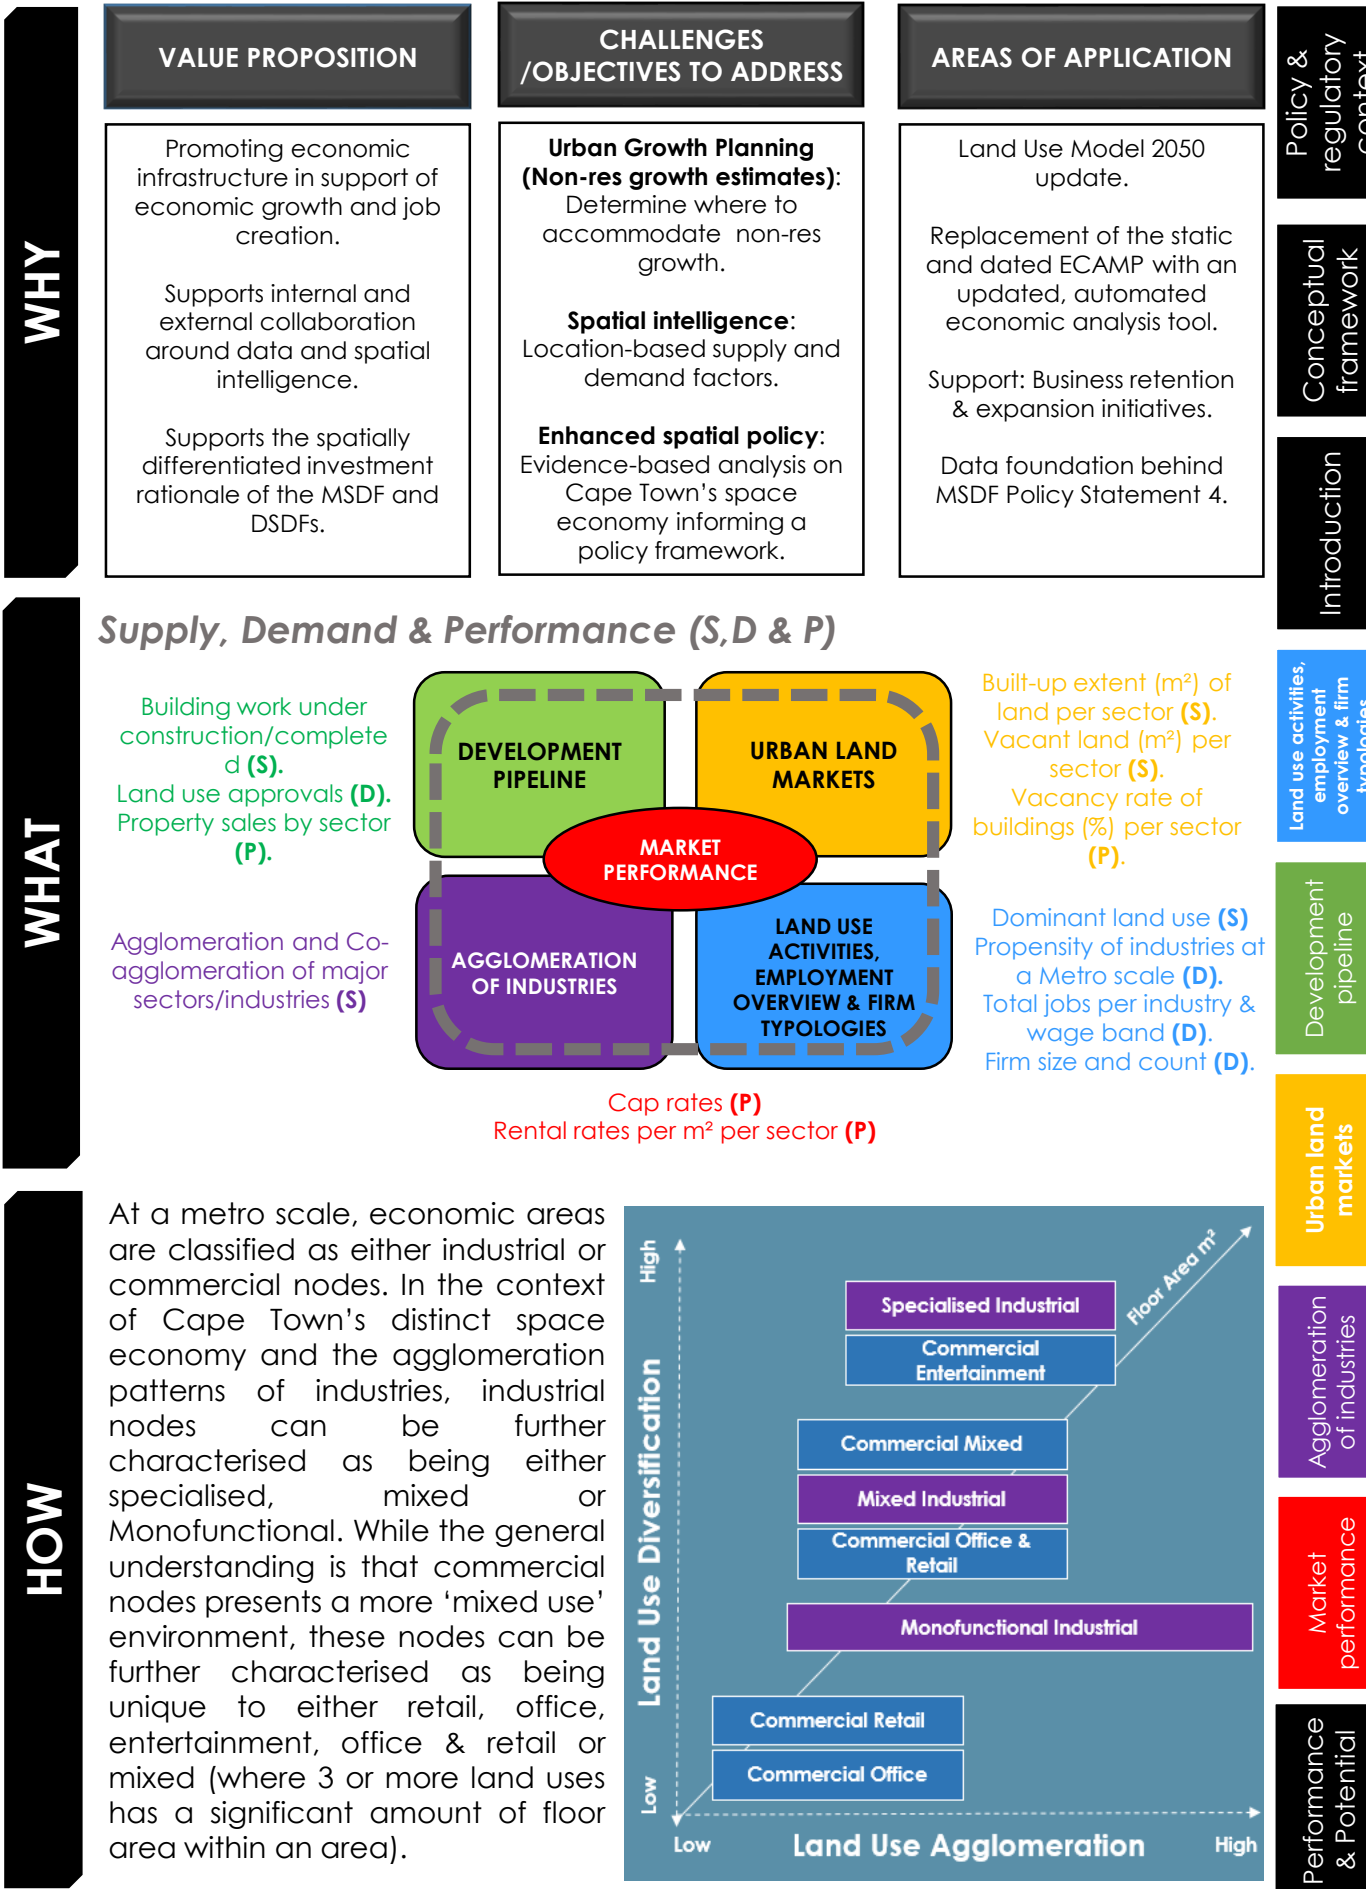 WHY
VALUE PROPOSITION
Promoting economic
infrastructure in support of
economic growth and job
creation.
Supports internal and
external collaboration
around data and spatial
intelligence.
Supports the spatially
differentiated investment
rationale of the MSDF and
DSDFs.
CHALLENGES
/OBJECTIVES TO ADDRESS
Urban Growth Planning
(Non-res growth estimates):
Determine where to
accommodate non-res
growth.
Spatial intelligence:
Location-based supply and
demand factors.
Enhanced spatial policy:
Evidence-based analysis on
Cape Town's space
economy informing a
policy framework.
AREAS OF APPLICATION
Land Use Model 2050
update.
Replacement of the static
and dated ECAMP with an
updated, automated
economic analysis tool.
Support: Business retention
& expansion initiatives.
Data foundation behind
MSDF Policy Statement 4.
WHAT
Supply, Demand & Performance (S,D & P)
Building work under
construction/complete
d (S).
Land use approvals (D).
Property sales by sector
(P).
Agglomeration and Co-
agglomeration of major
sectors/industries (S)
DEVELOPMENT
PIPELINE
URBAN LAND
MARKETS
MARKET
PERFORMANCE
AGGLOMERATION
OF INDUSTRIES
LAND USE
ACTIVITIES,
EMPLOYMENT
OVERVIEW & FIRM
TYPOLOGIES
Built-up extent (m²) of
land per sector (S).
Vacant land (m²) per
sector (S).
Vacancy rate of
buildings (%) per sector
(P).
Dominant land use (S)
Propensity of industries at
a Metro scale (D).
Total jobs per industry &
wage band (D).
Firm size and count (D).
Cap rates (P)
Rental rates per m² per sector (P)
HOW
At a metro scale, economic areas
are classified as either industrial or
commercial nodes. In the context
of Cape Town's distinct space
economy and the agglomeration
patterns of industries, industrial
nodes can be further
characterised as being either
specialised, mixed or
Monofunctional. While the general
understanding is that commercial
nodes presents a more ‘mixed use’
environment, these nodes can be
further characterised as being
unique to either retail, office,
entertainment, office & retail or
mixed (where 3 or more land uses
has a significant amount of floor
area within an area).
High
Land Use Diversification
Low
Floor Area m²
Specialised Industrial
Commercial
Entertainment
Commercial Mixed
Mixed Industrial
Commercial Office &
Retail
Monofunctional Industrial
Commercial Retail
Commercial Office
Low
Land Use Agglomeration
High
Policy &
regulatory
context
Conceptual
framework
Introduction
Land use activities,
employment
overview & firm
typologies
Development
pipeline
Urban land
markets
Agglomeration
of industries
Market
performance
Performance
& Potential